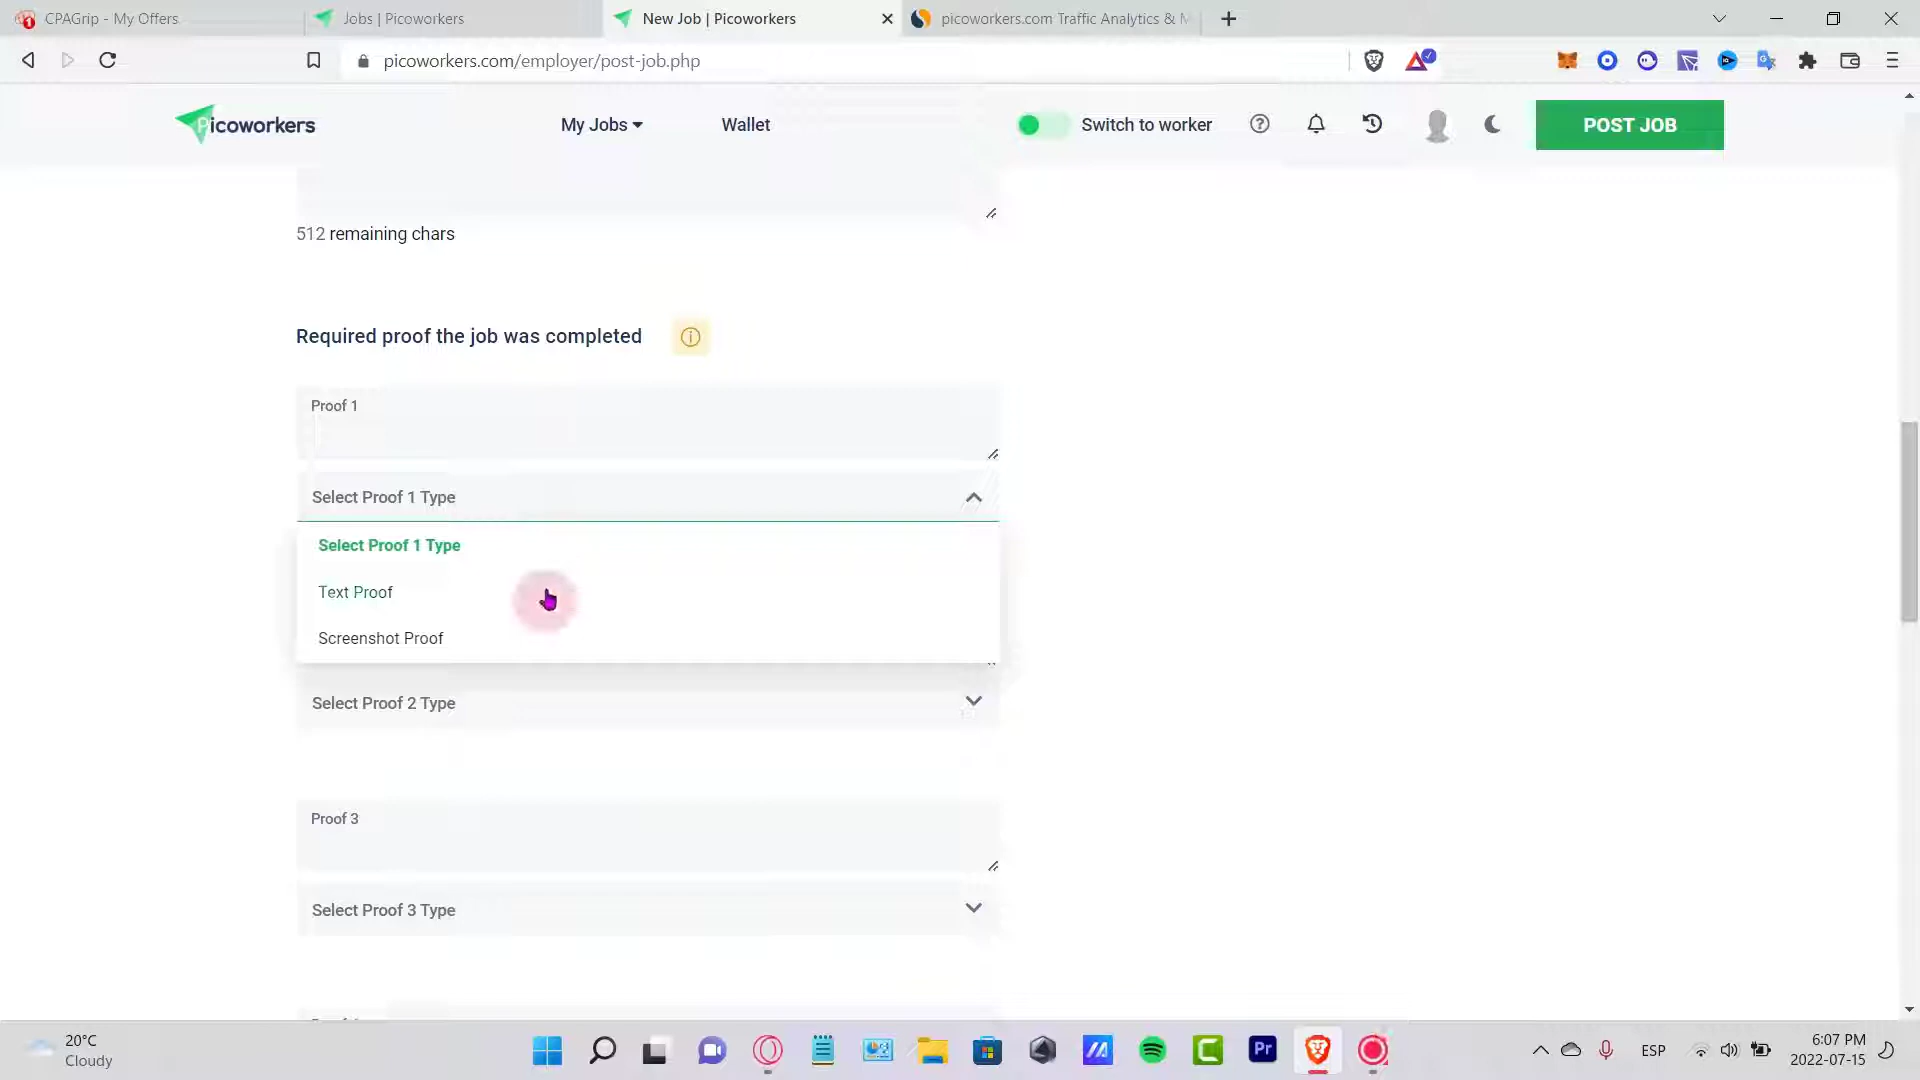 CPAGrip - My Offers
Jobs | Picoworkers
New Job | Picoworkers
picoworkers.com Traffic Analytics & M
picoworkers.com/employer/post-job.php
Picoworkers
My Jobs
Wallet
Switch to worker
POST JOB
512 remaining chars
Required proof the job was completed
Proof 1
Select Proof 1 Type
Select Proof 1 Type
Text Proof
Screenshot Proof
Select Proof 2 Type
Proof 3
Select Proof 3 Type
20°C
Cloudy
Pr
ESP
6:07 PM
2022-07-15